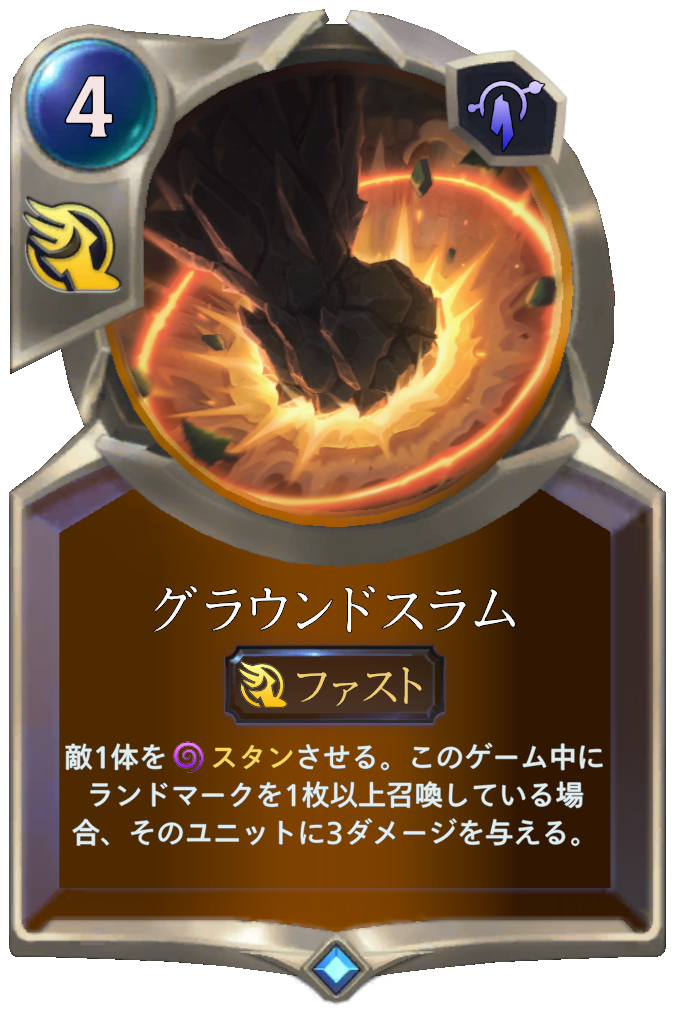 4
グラウンドスラム
ファスト
敵1体をスタンさせる。このゲーム中に
ランドマークを1枚以上召喚している場
合、そのユニットに3ダメージを与える。